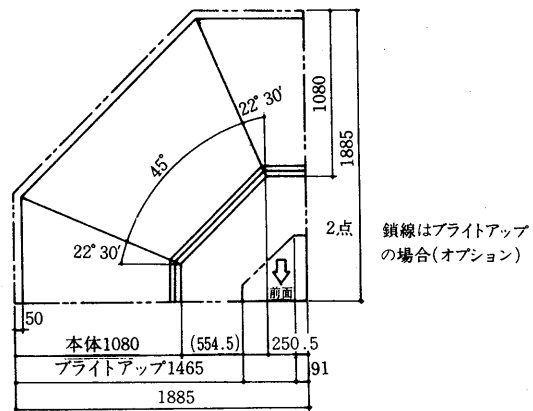 22°30′
1080
1885
45°
2点
鎖線はブライトアップ
の場合(オプション)
22°30′
前面
50
本体1080
(554.5)
250.5
ブライトアップ1465
91
1885